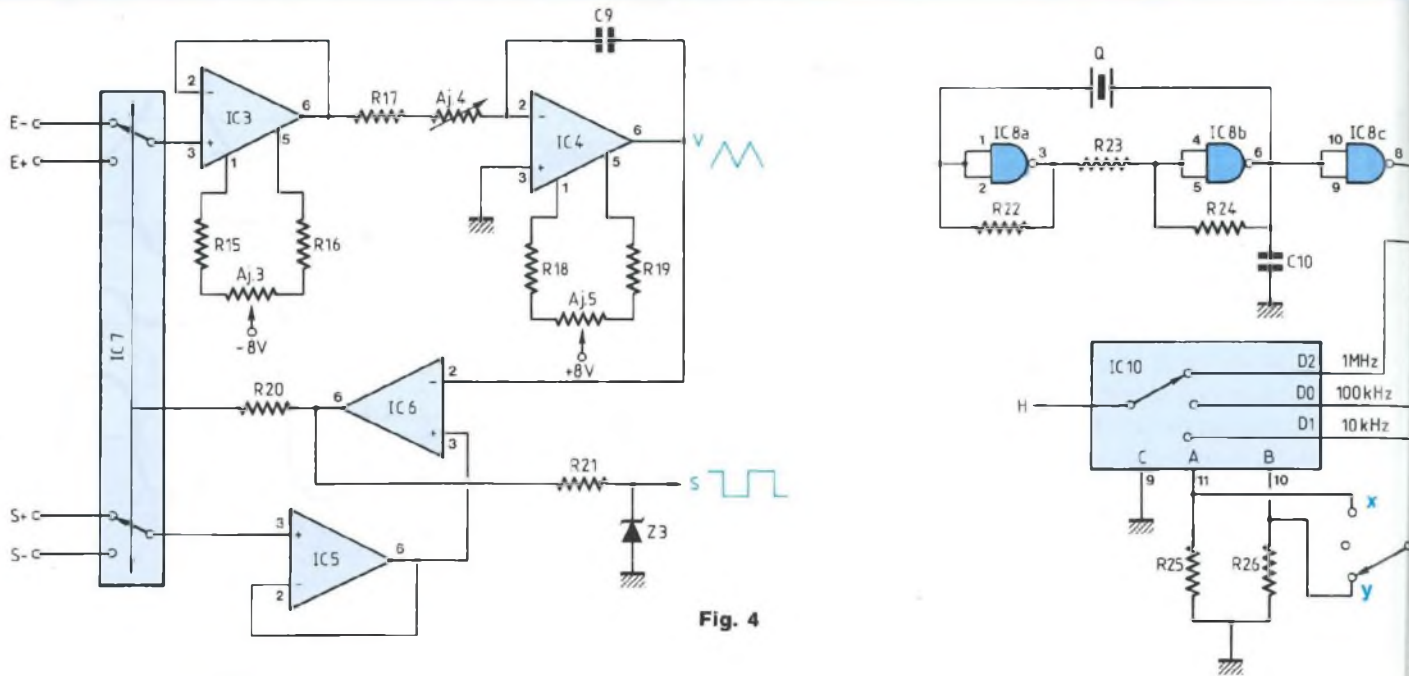 C9
2
IC3
6
3
1
5
R17
Aj.4
2
IC4
6
3
1
5
V
E-
E+
R15
R16
Aj.3
-8V
R18
R19
Aj.5
+8V
IC7
R20
6
IC6
2
3
R21
S
Z3
S+
S-
3
IC5
6
2
Fig. 4
Q
1
IC8a
2
3
R23
4
IC8b
5
6
10
IC8c
9
8
R22
R24
C10
IC10
D2
1MHz
H
D0
100kHz
D1
10kHz
C
A
B
9
11
10
x
R25
R26
y